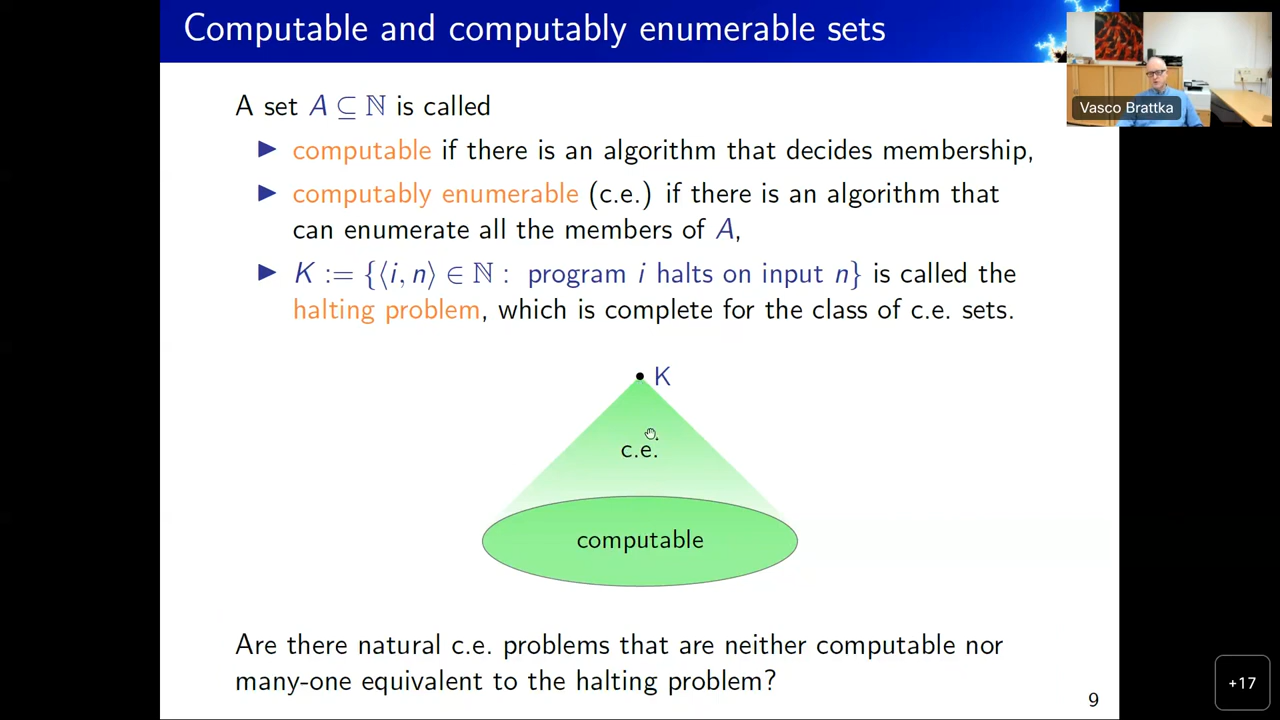 Computable and computably enumerable sets
Vasco Brattka
A set A ⊆ ℕ is called
▶ computable if there is an algorithm that decides membership,
▶ computably enumerable (c.e.) if there is an algorithm that
can enumerate all the members of A,
▶ K := {⟨i, n⟩ ∈ ℕ : program i halts on input n} is called the
halting problem, which is complete for the class of c.e. sets.
K
c.e.
computable
Are there natural c.e. problems that are neither computable nor
many-one equivalent to the halting problem?
9
+17